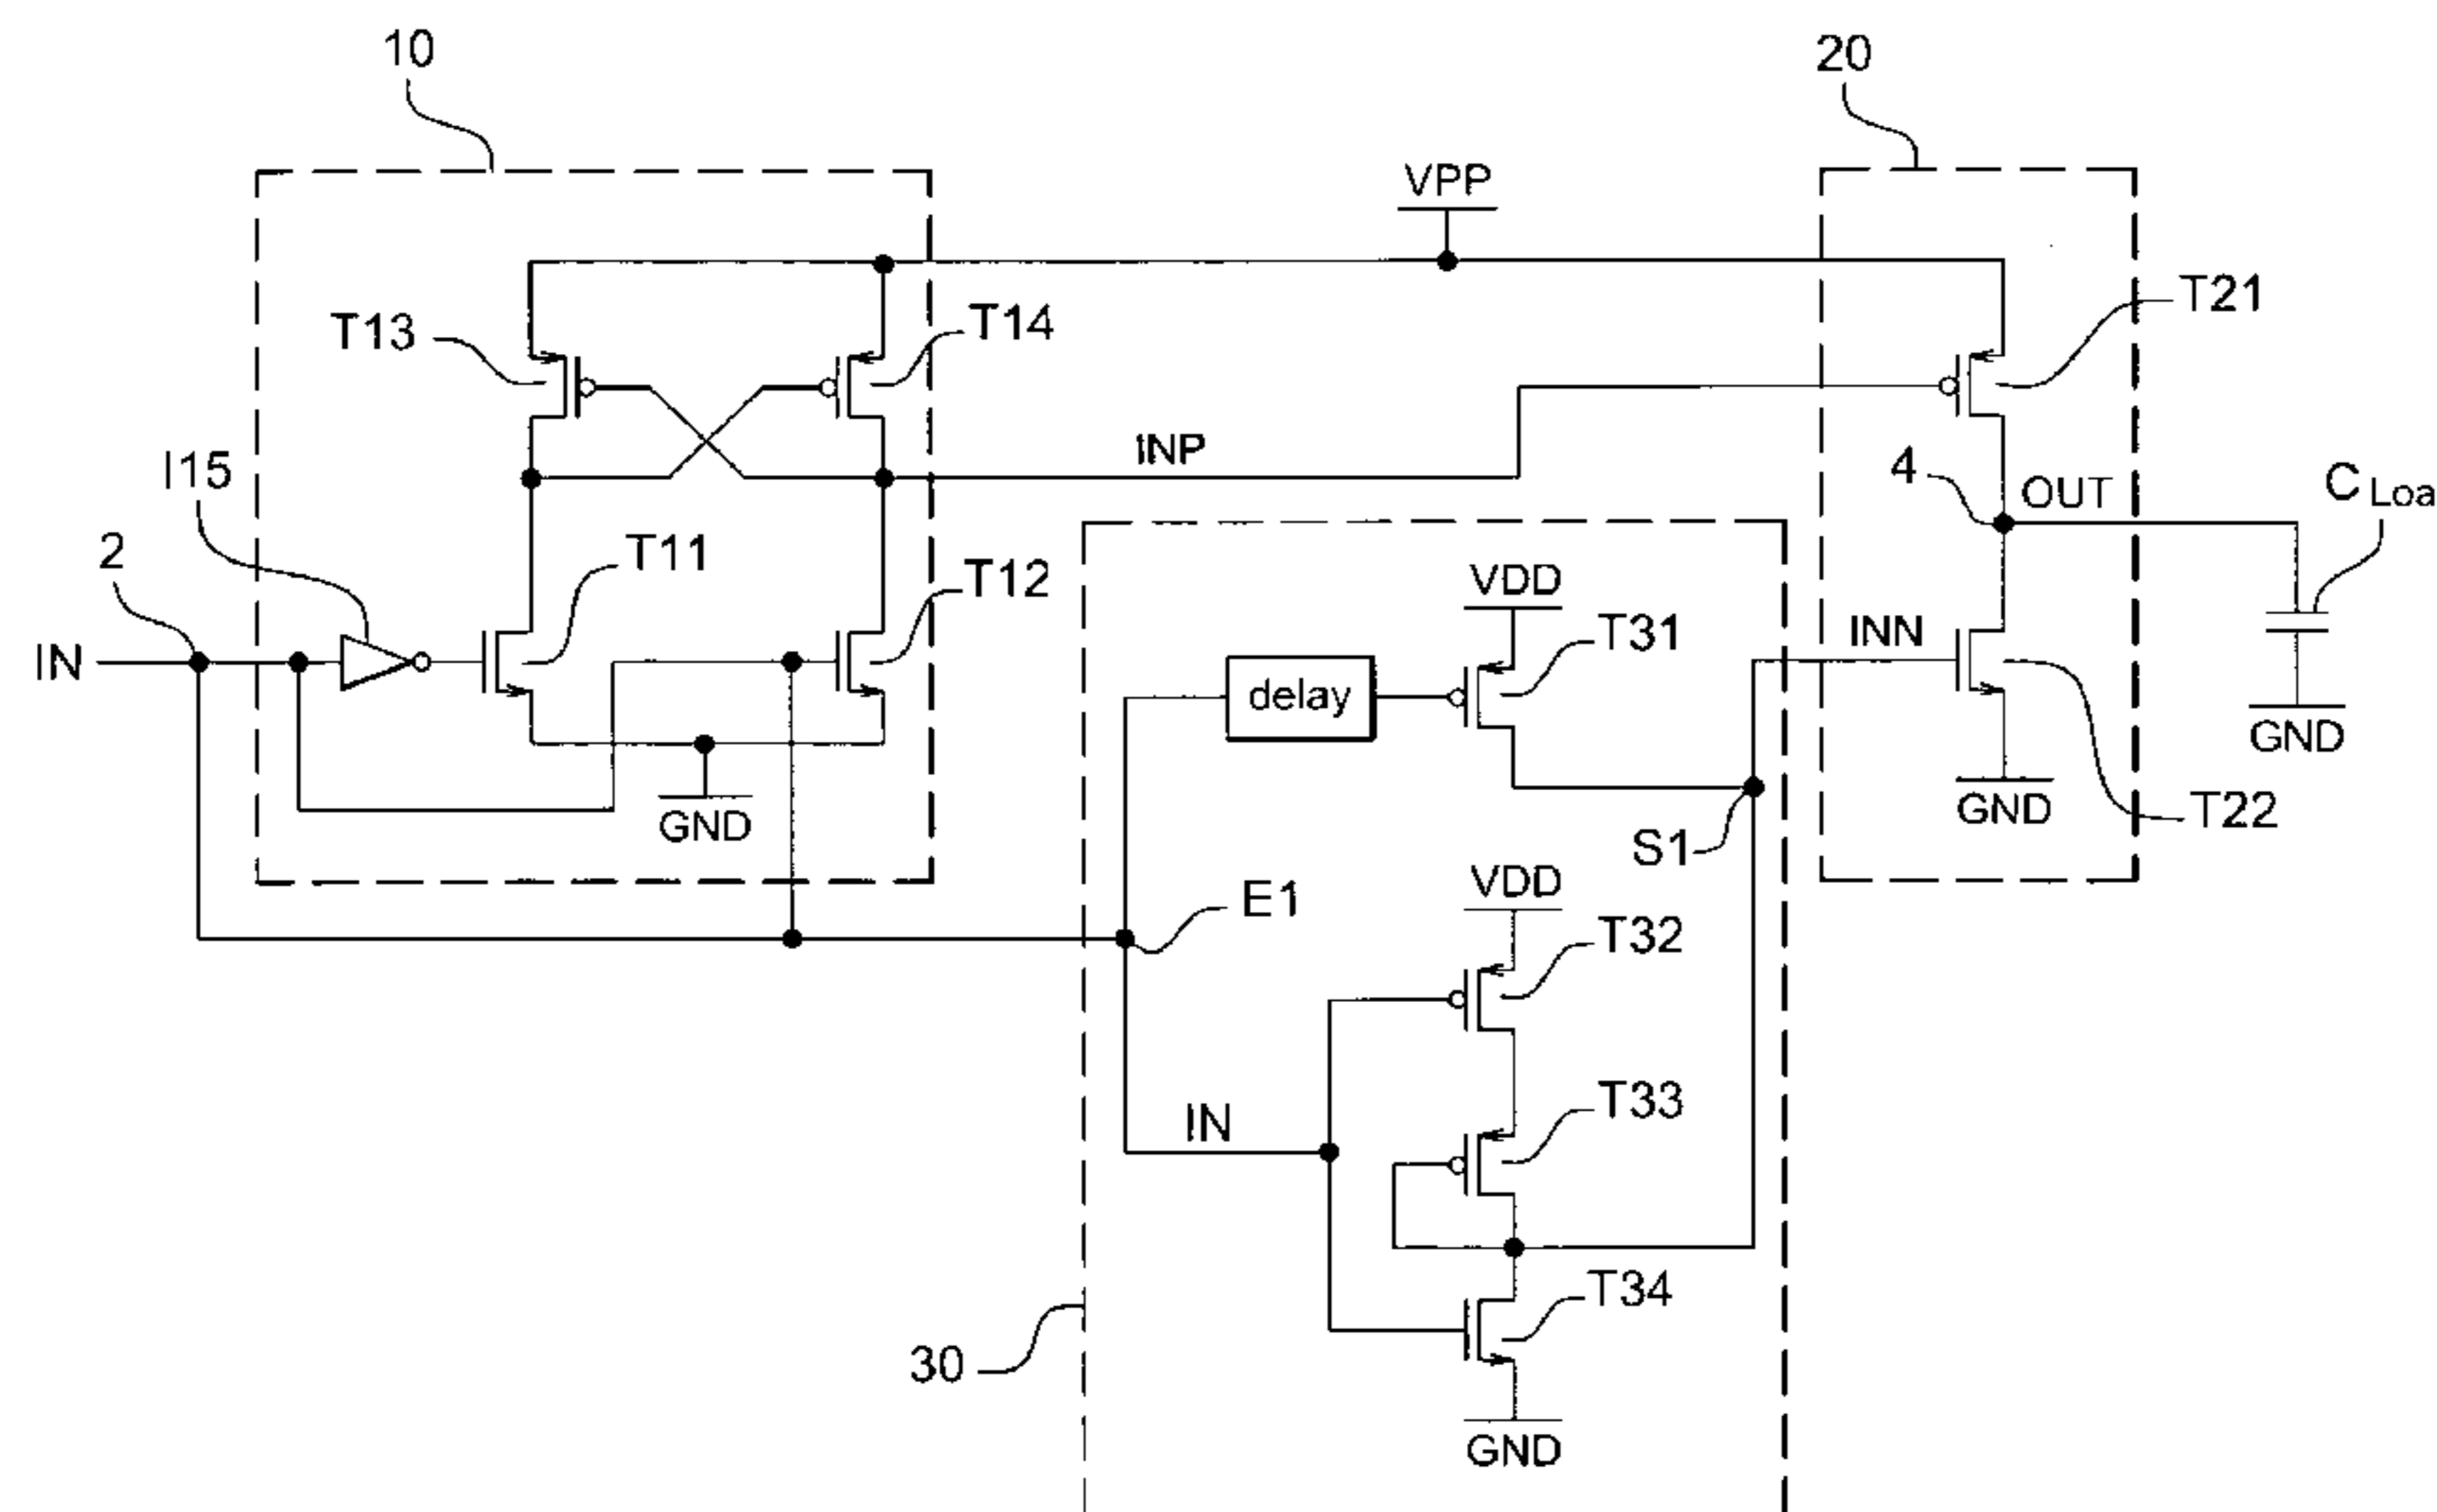 10
20
VPP
T13
T14
T21
I15
INP
4
OUT
C Loa
2
T11
T12
VDD
T31
INN
IN
delay
GND
GND
GND
T22
S1
VDD
E1
T32
T33
IN
T34
30
GND